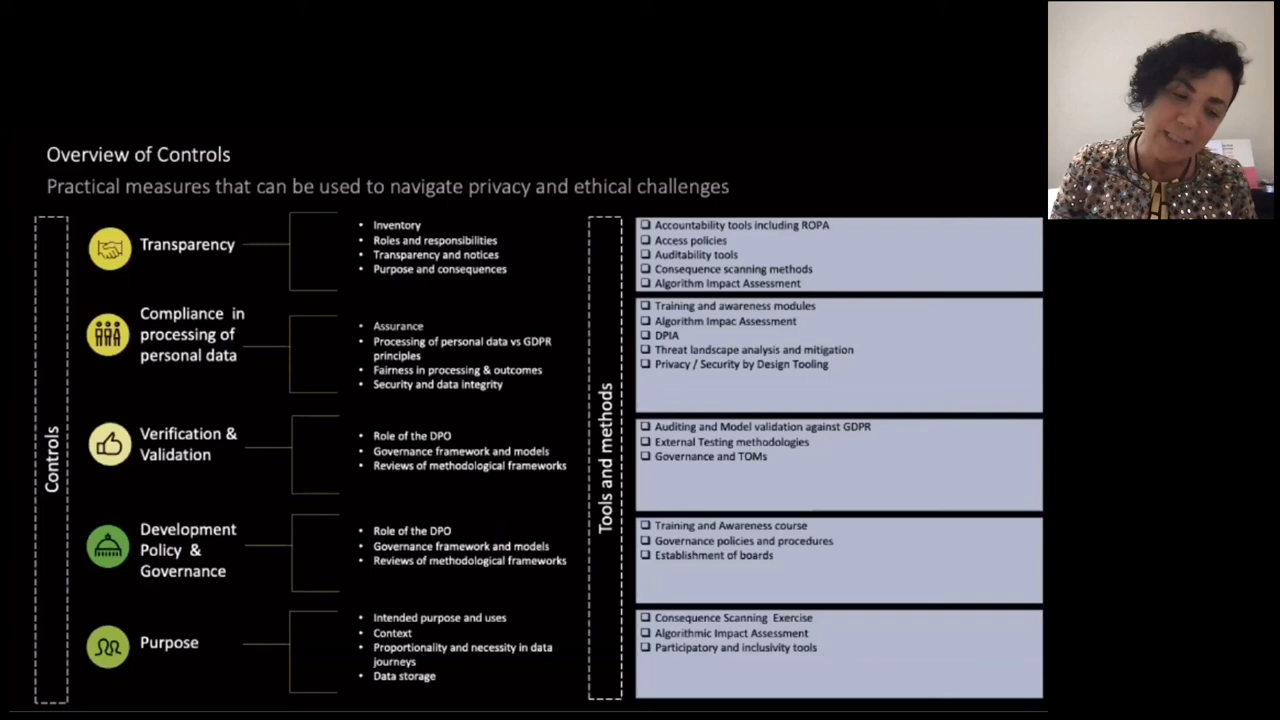 Overview of Controls
Practical measures that can be used to navigate privacy and ethical challenges
Controls
Transparency
Inventory
Roles and responsibilities
Transparency and notices
Purpose and consequences
Compliance in
processing of
personal data
Assurance
Processing of personal data vs GDPR
principles
Fairness in processing & outcomes
Security and data integrity
Verification &
Validation
Role of the DPO
Governance framework and models
Reviews of methodological frameworks
Development
Policy &
Governance
Role of the DPO
Governance framework and models
Reviews of methodological frameworks
Purpose
Intended purpose and uses
Context
Proportionality and necessity in data
journeys
Data storage
Tools and methods
Accountability tools including ROPA
Access policies
Auditability tools
Consequence scanning methods
Algorithm Impact Assessment
Training and awareness modules
Algorithm Impac Assessment
DPIA
Threat landscape analysis and mitigation
Privacy / Security by Design Tooling
Auditing and Model validation against GDPR
External Testing methodologies
Governance and TOMs
Training and Awareness course
Governance policies and procedures
Establishment of boards
Consequence Scanning Exercise
Algorithmic Impact Assessment
Participatory and inclusivity tools